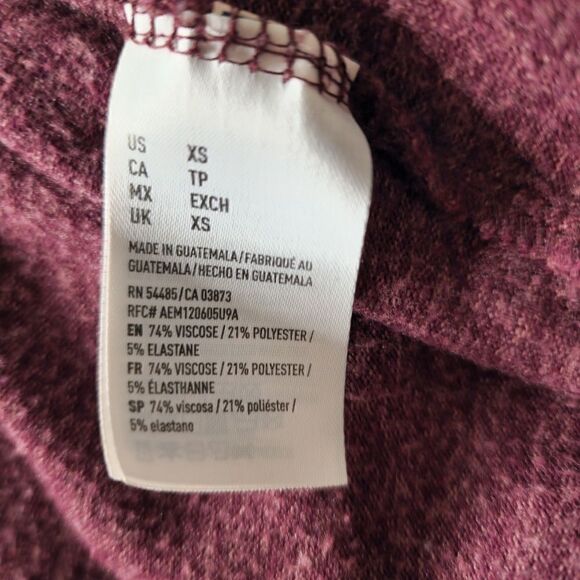 US XS
CA TP
MX EXCH
UK XS
MADE IN GUATEMALA/FABRIQUÉ AU
GUATEMALA/HECHO EN GUATEMALA
RN 54485/CA 03873
RFC# AEM120605U9A
EN 74% VISCOSE / 21% POLYESTER /
5% ELASTANE
FR 74% VISCOSE / 21% POLYESTER /
5% ÉLASTHANNE
SP 74% viscosa / 21% poliéster /
5% elastano